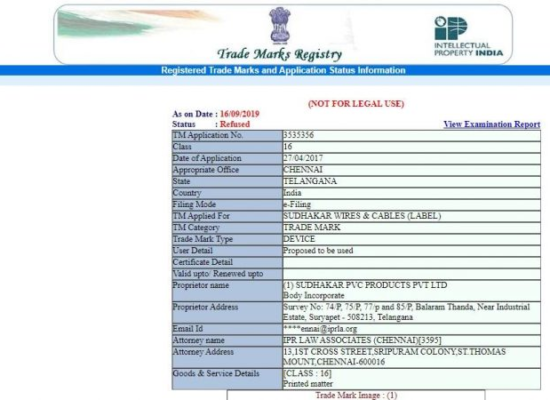 Trade Marks Registry
INTELLECTUAL
PROPERTY INDIA
Registered Trade Marks and Application Status Information
(NOT FOR LEGAL USE)
As on Date : 16/09/2019
Status : Refused View Examination Report
TM Application No. 3535356
Class 16
Date of Application 27/04/2017
Appropriate Office CHENNAI
State TELANGANA
Country India
Filing Mode e-Filing
TM Applied For SUDHAKAR WIRES & CABLES (LABEL)
TM Category TRADE MARK
Trade Mark Type DEVICE
User Detail Proposed to be used
Certificate Detail
Valid upto/ Renewed upto
Proprietor name (1) SUDHAKAR PVC PRODUCTS PVT LTD
Body Incorporate
Proprietor Address Survey No: 74/P, 75/P, 77/p and 85/P, Balaram Thanda, Near Industrial
Estate, Suryapet - 508213, Telangana
Email Id ****ennai@iprla.org
Attorney name IPR LAW ASSOCIATES (CHENNAI)[3595]
Attorney Address 13,1ST CROSS STREET,SRIPURAM COLONY,ST.THOMAS
MOUNT,CHENNAI-600016
Goods & Service Details [CLASS : 16]
Printed matter
Trade Mark Image : (1)